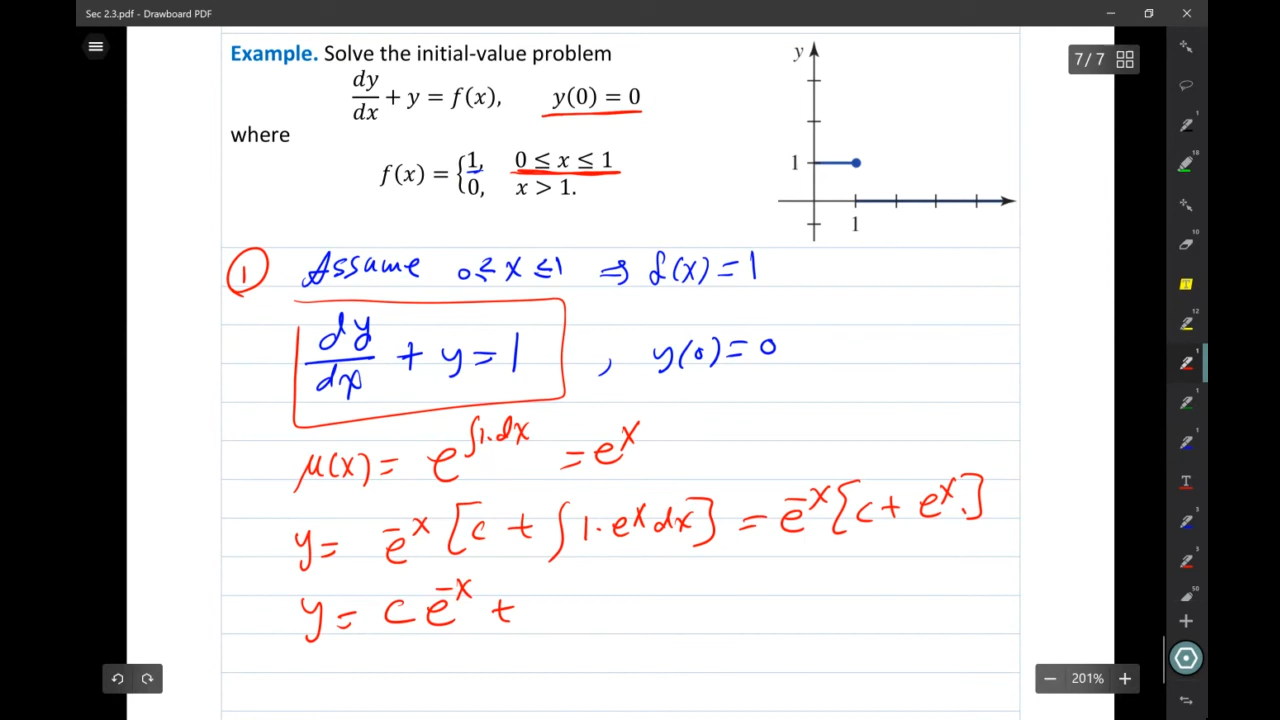 Sec 2.3.pdf - Drawboard PDF
7 / 7
Example. Solve the initial-value problem
dy/dx + y = f(x), y(0) = 0
where
f(x) = {1, 0 ≤ x ≤ 1
0, x > 1.
y
1
1
① Assume 0 ≤ x ≤ 1 ⇒ f(x) = 1
dy/dx + y = 1 , y(0) = 0
μ(x) = e^∫1.dx = e^x
y = e^-x [c + ∫1.e^x dx] = e^-x [c + e^x.]
y = c e^-x +
201%